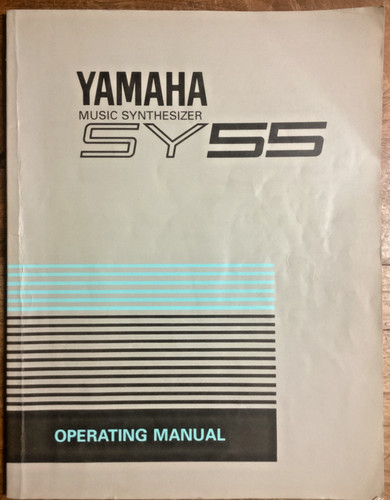 YAMAHA
MUSIC SYNTHESIZER
SY55
OPERATING MANUAL